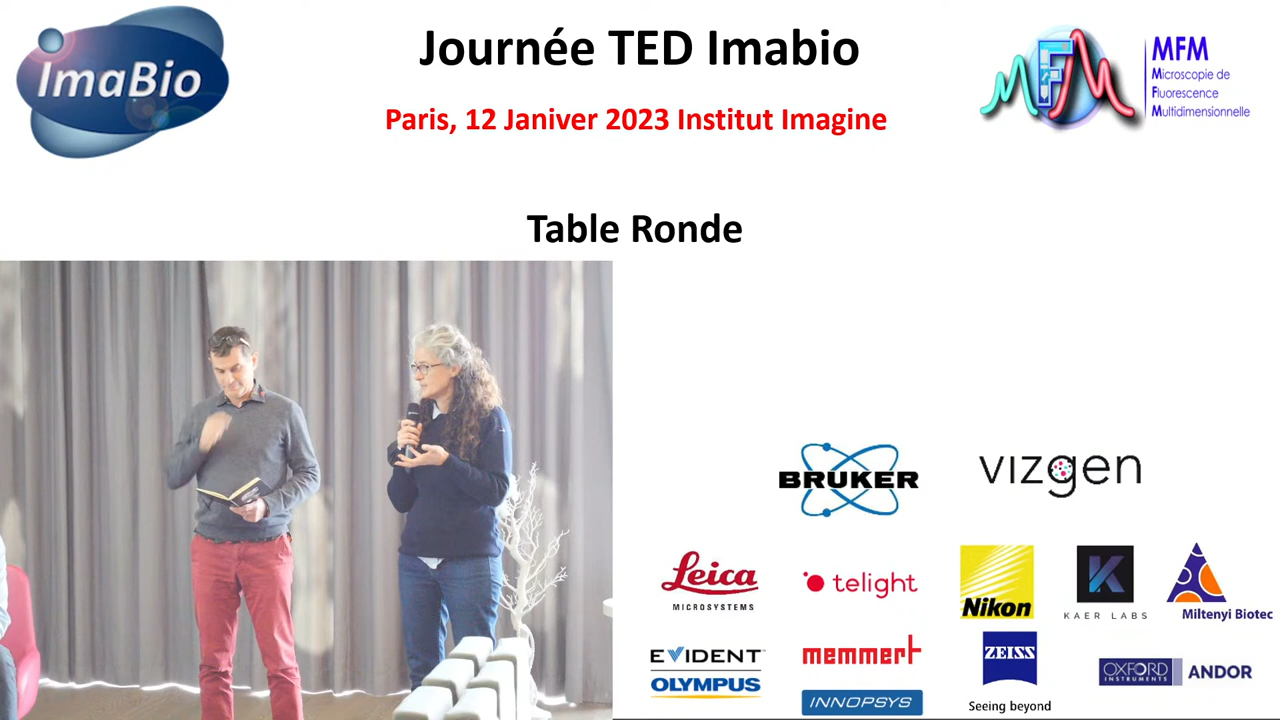 ImaBio
Journée TED Imabio
Paris, 12 Janiver 2023 Institut Imagine
MFM
Microscopie de
Fluorescence
Multidimensionnelle
Table Ronde
BRUKER
vizgen
Leica
MICROSYSTEMS
telight
Nikon
KAER LABS
Miltenyi Biotec
EVIDENT
OLYMPUS
memmert
INNOPSYS
ZEISS
Seeing beyond
OXFORD
INSTRUMENTS
ANDOR